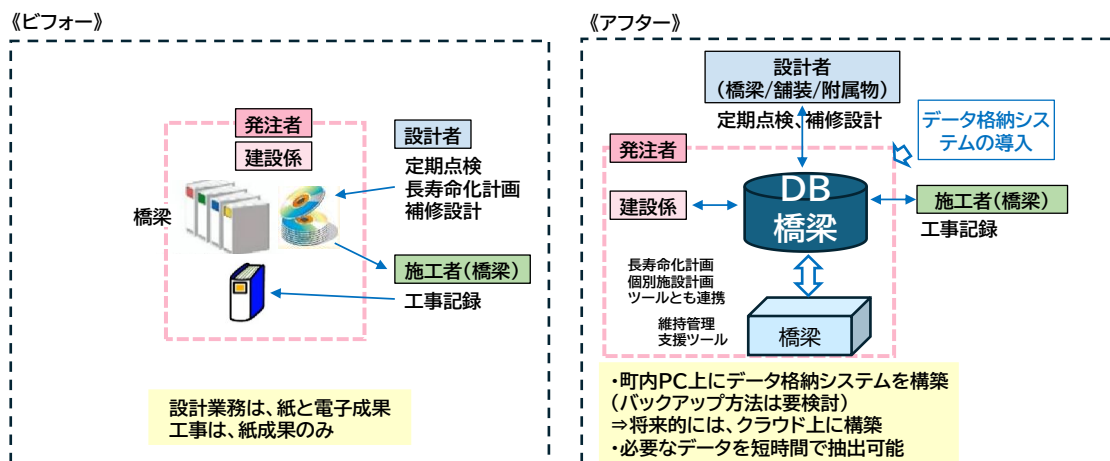 《ビフォー》
発注者
建設係
橋梁
設計者
定期点検
長寿命化計画
補修設計
施工者(橋梁)
工事記録
設計業務は、紙と電子成果
工事は、紙成果のみ
《アフター》
設計者
(橋梁/舗装/附属物)
定期点検、補修設計
データ格納シス
テムの導入
発注者
建設係
DB
橋梁
施工者(橋梁)
工事記録
長寿命化計画
個別施設計画
ツールとも連携
維持管理
支援ツール
橋梁
・町内PC上にデータ格納システムを構築
(バックアップ方法は要検討)
⇒将来的には、クラウド上に構築
・必要なデータを短時間で抽出可能